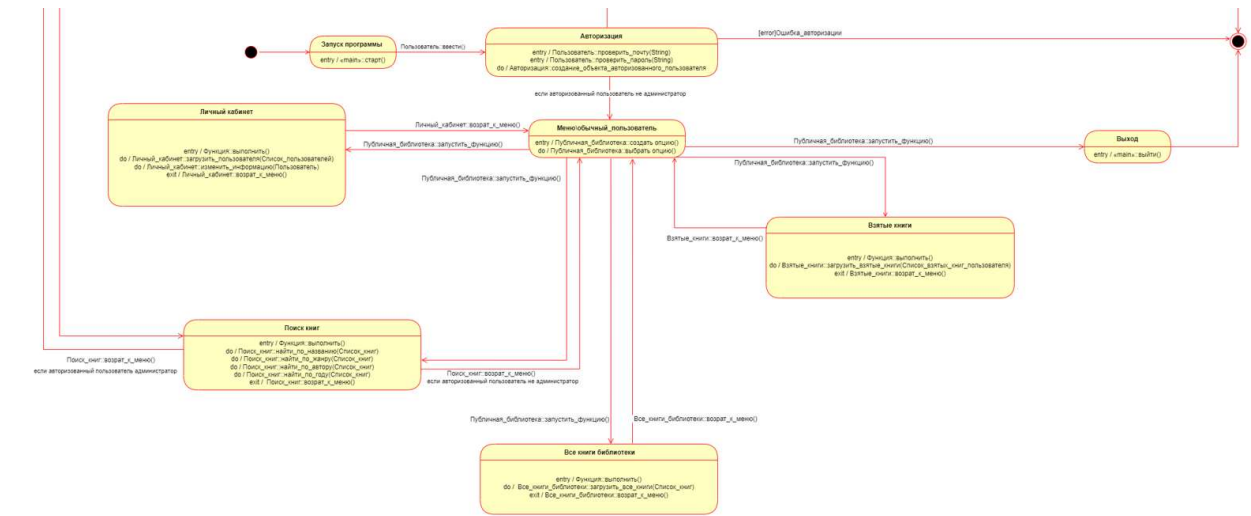 Авторизация
entry / Пользователь::проверить_почту(String)
entry / Пользователь::проверить_пароль(String)
do / Авторизация::создание_объекта_авторизованного_пользователя
[error]Ошибка_авторизации
Запуск программы
entry / «main»::старт()
Пользователь::ввести()
если авторизованный пользователь не администратор
Личный кабинет
entry / Функция::выполнить()
do / Личный_кабинет::загрузить_пользователя(Список_пользователей)
do / Личный_кабинет::изменить_информацию(Пользователь)
exit / Личный_кабинет::возрат_к_меню()
Личный_кабинет::возрат_к_меню()
Публичная_библиотека::запустить_функцию()
Меню\обычный_пользователь
entry / Публичная_библиотека::создать опцию()
do / Публичная_библиотека::выбрать опцию()
Публичная_библиотека::запустить_функцию()
Выход
entry / «main»::выйти()
Публичная_библиотека::запустить_функцию()
Публичная_библиотека::запустить_функцию()
Взятые книги
entry / Функция::выполнить()
do / Взятые_книги::загрузить_взятые_книги(Список_взятых_книг_пользователя)
exit / Взятые_книги::возрат_к_меню()
Взятые_книги::возрат_к_меню()
Поиск книг
entry / Функция::выполнить()
do / Поиск_книг::найти_по_названию(Список_книг)
do / Поиск_книг::найти_по_жанру(Список_книг)
do / Поиск_книг::найти_по_автору(Список_книг)
do / Поиск_книг::найти_по_году(Список_книг)
exit / Поиск_книг::возрат_к_меню()
Поиск_книг::возрат_к_меню()
если авторизованный пользователь администратор
Поиск_книг::возрат_к_меню()
если авторизованный пользователь не администратор
Публичная_библиотека::запустить_функцию()
Все_книги_библиотеки::возрат_к_меню()
Все книги библиотеки
entry / Функция::выполнить()
do / Все_книги_библиотеки::загрузить_все_книги(Список_книг)
exit / Все_книги_библиотеки::возрат_к_меню()